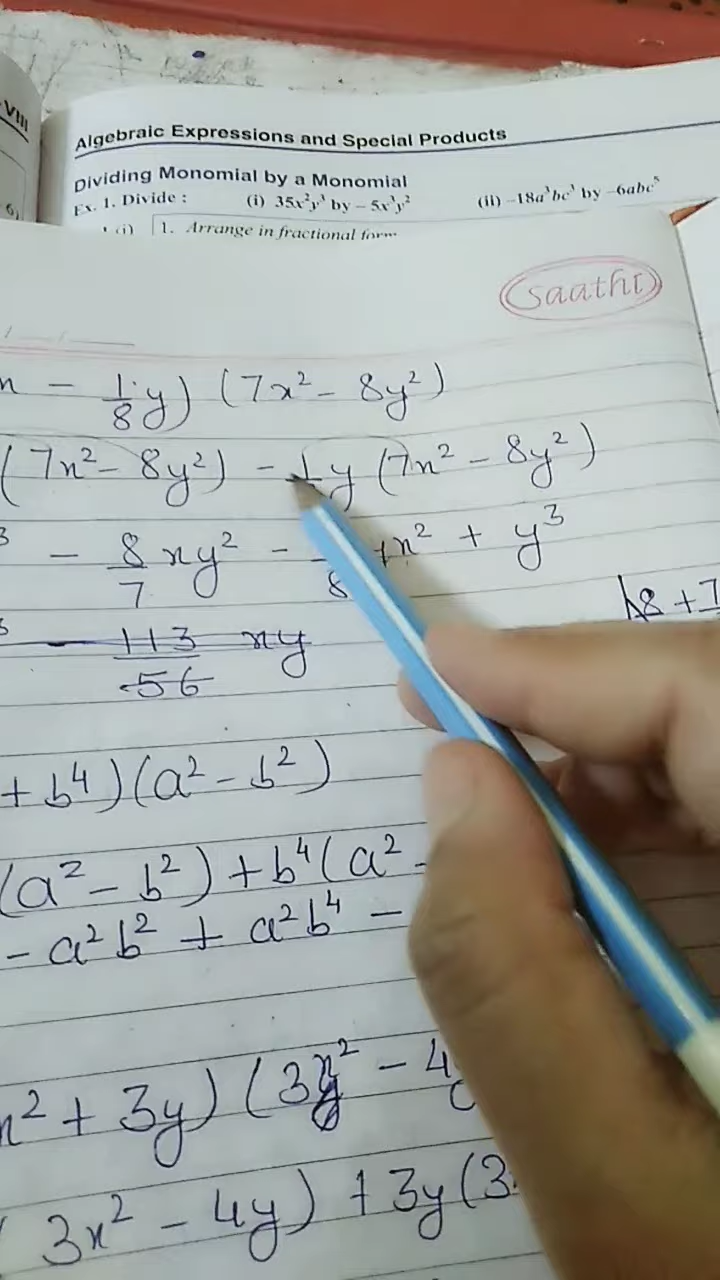 VIII
Algebraic Expressions and Special Products
Dividing Monomial by a Monomial
Ex. 1. Divide : (i) 35x²y³ by – 5x³y² (ii) –18a³bc³ by –6abc⁵
1. Arrange in fractional form
saathi
- 1/8 y) (7x² - 8y²)
(7x² - 8y²) - 1 y (7x² - 8y²)
- 8/7 xy² - 8 x² + y³
- 113/56 xy
+ b⁴) (a² - b²)
(a² - b²) + b⁴ (a² -
- a²b² + a²b⁴ -
x² + 3y) (3 ² - 4
3x² - 4y) + 3y (3